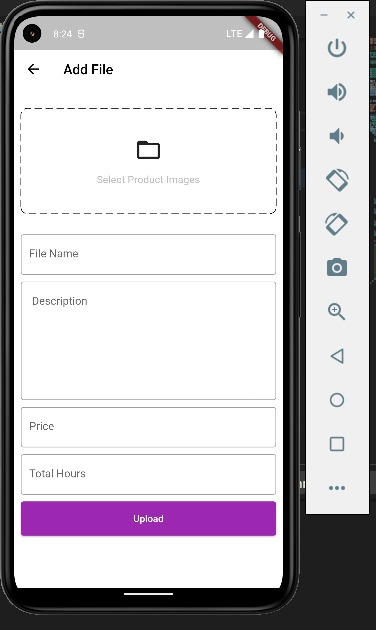 8:24
LTE
DEBUG
Add File
Select Product Images
File Name
Description
Price
Total Hours
Upload